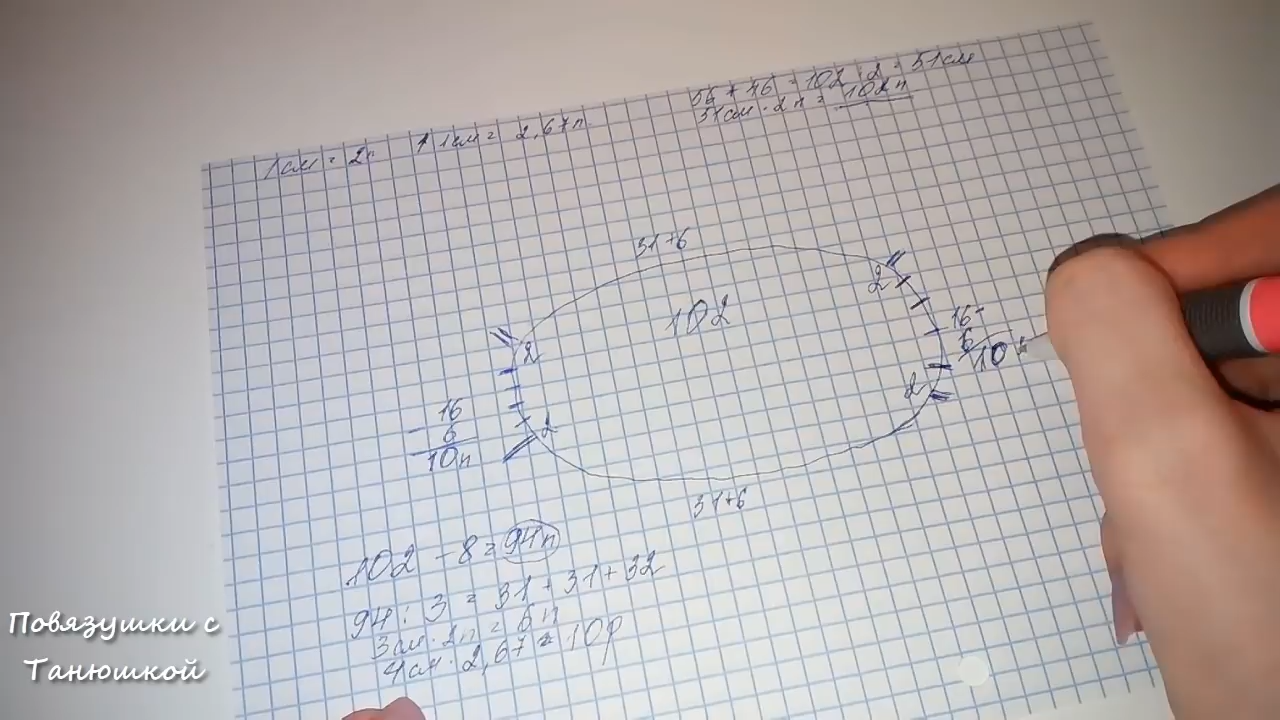 56 + 46 = 102 : 2 = 51см
51см · 2п = 102п
1см = 2п 1см = 2,67п
31+6
102
2
2
2
2
16-
6
10
16
- 6
10п
31+6
102 - 8 = 94п
94 : 3 = 31 + 31 + 32
3см · 2п = 6п
4см · 2,67 = 10р
Повязушки с
Танюшкой